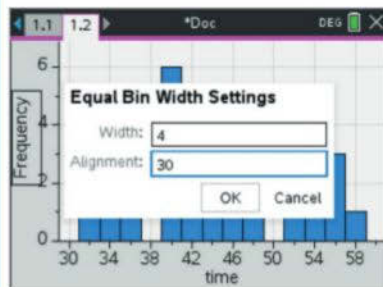 1.1 1.2 *Doc DEG
6
Equal Bin Width Settings
Width: 4
4
Frequency
Alignment: 30
2
OK Cancel
0
30 34 38 42 46 50 54 58
time